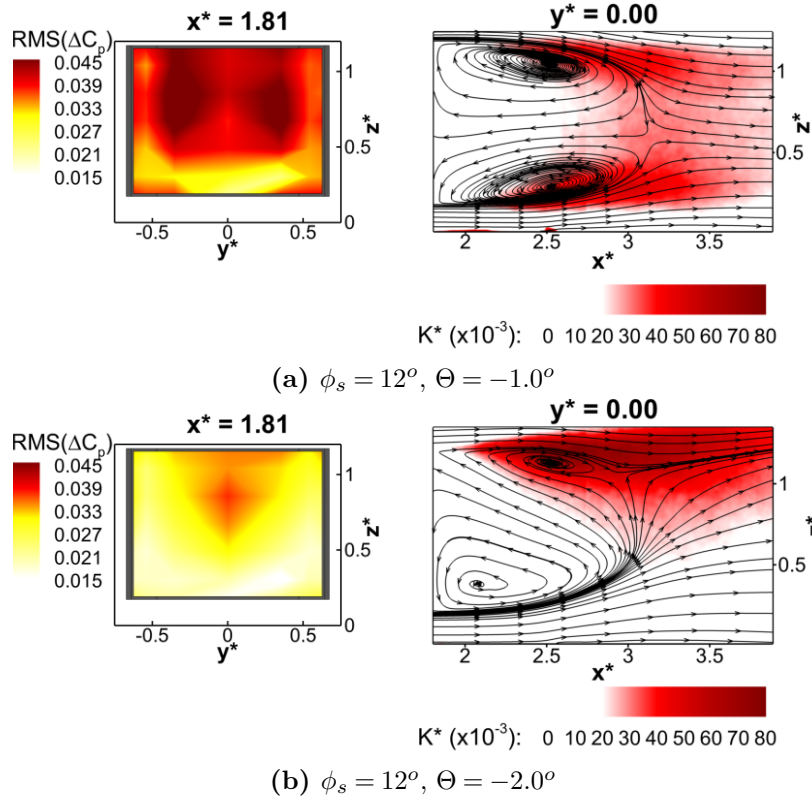 x* = 1.81
y* = 0.00
RMS(ΔCp)
0.045
0.039
0.033
0.027
0.021
0.015
1
0.5
0
z*
-0.5 0 0.5
y*
1
0.5
z*
2 2.5 3 3.5
x*
K* (x10-3): 0 10 20 30 40 50 60 70 80
(a) ϕs = 12o, Θ = −1.0o
x* = 1.81
y* = 0.00
RMS(ΔCp)
0.045
0.039
0.033
0.027
0.021
0.015
1
0.5
0
z*
-0.5 0 0.5
y*
1
0.5
2 2.5 3 3.5
x*
K* (x10-3): 0 10 20 30 40 50 60 70 80
(b) ϕs = 12o, Θ = −2.0o